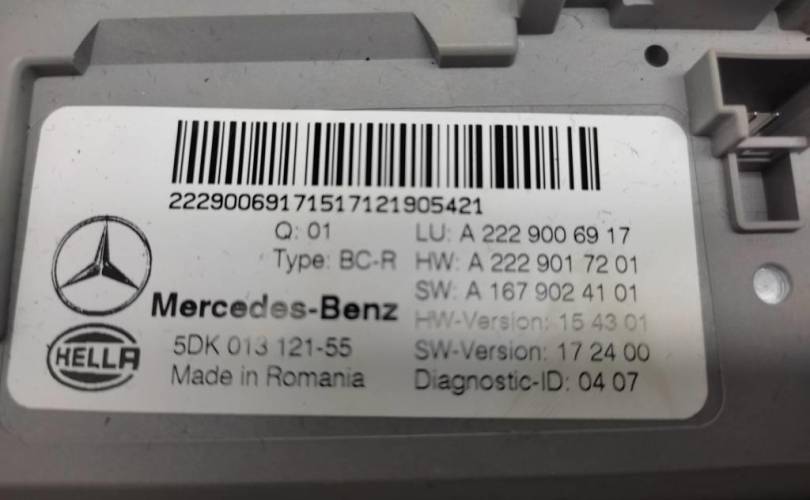 22290069171517121905421
Q: 01 LU: A 222 900 69 17
Type: BC-R HW: A 222 901 72 01
SW: A 167 902 41 01
Mercedes-Benz HW-Version: 15 43 01
HELLA 5DK 013 121-55 SW-Version: 17 24 00
Made in Romania Diagnostic-ID: 04 07